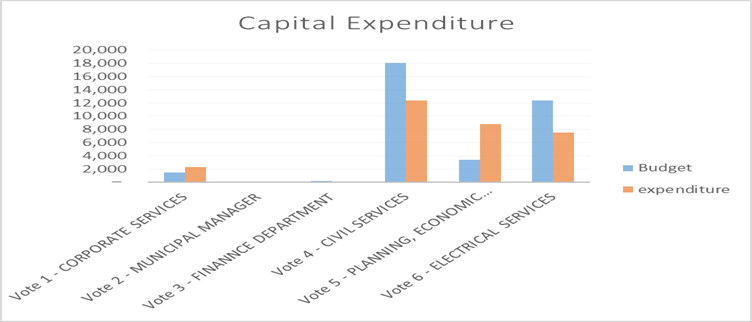 Capital Expenditure
20,000
18,000
16,000
14,000
12,000
10,000
8,000
6,000
4,000
2,000
—
Vote 1 - CORPORATE SERVICES
Vote 2 - MUNICIPAL MANAGER
Vote 3 - FINANNCE DEPARTMENT
Vote 4 - CIVIL SERVICES
Vote 5 - PLANNING, ECONOMIC...
Vote 6 - ELECTRICAL SERVICES
Budget
expenditure